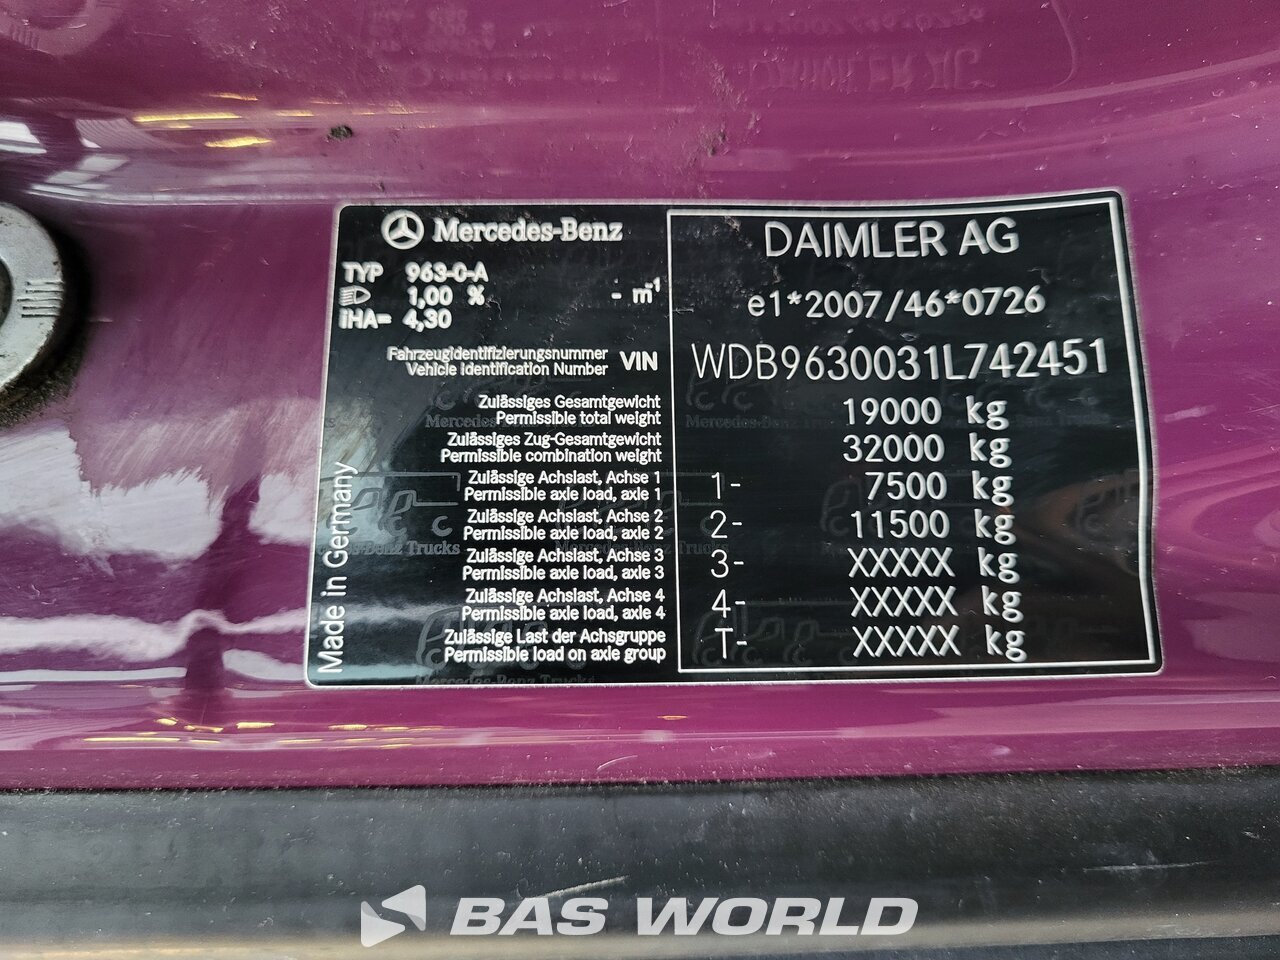 Mercedes-Benz
TYP 963-0-A
1,00 % - m-1
iHA= 4,30
DAIMLER AG
e1*2007/46*0726
Fahrzeugidentifizierungsnummer
Vehicle Identification Number VIN WDB9630031L742451
Zulässiges Gesamtgewicht
Permissible total weight 19000 kg
Zulässiges Zug-Gesamtgewicht
Permissible combination weight 32000 kg
Zulässige Achslast, Achse 1
Permissible axle load, axle 1 1- 7500 kg
Zulässige Achslast, Achse 2
Permissible axle load, axle 2 2- 11500 kg
Zulässige Achslast, Achse 3
Permissible axle load, axle 3 3- XXXXX kg
Zulässige Achslast, Achse 4
Permissible axle load, axle 4 4- XXXXX kg
Zulässige Last der Achsgruppe
Permissible load on axle group T- XXXXX kg
Made in Germany
BAS WORLD